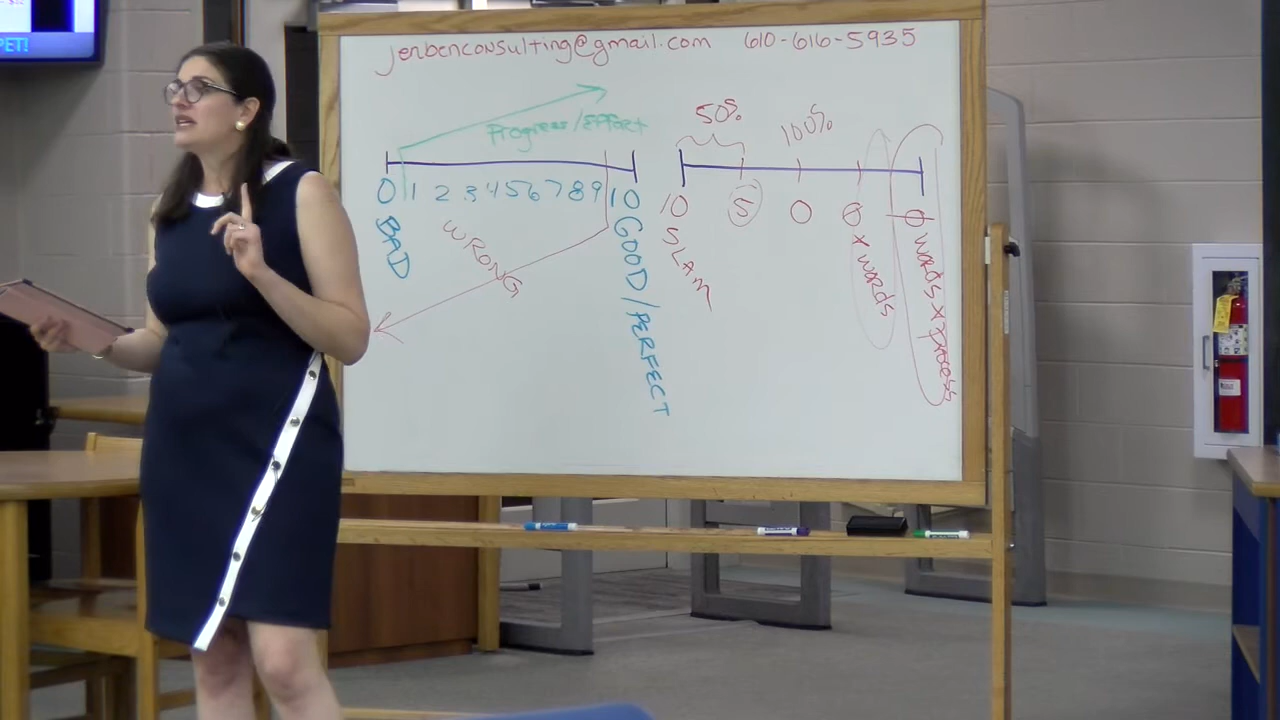 PET!
jenbenconsulting@gmail.com 610-616-5935
Progress/Effort
50%
100%
0 1 2 3 4 5 6 7 8 9 10
10 5 0 0 0
BAD
WRONG
GOOD/PERFECT
SLAM
x words
words x process